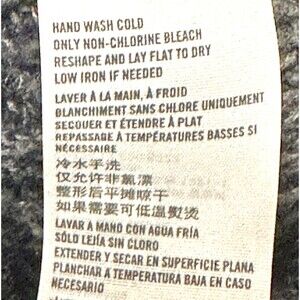 HAND WASH COLD
ONLY NON-CHLORINE BLEACH
RESHAPE AND LAY FLAT TO DRY
LOW IRON IF NEEDED
LAVER À LA MAIN, À FROID
BLANCHIMENT SANS CHLORE UNIQUEMENT
SECOUER ET ÉTENDRE À PLAT
REPASSAGE À TEMPÉRATURES BASSES SI
NÉCESSAIRE
冷水手洗
仅允许非氯漂
整形后平摊晾干
如果需要可低温熨烫
LAVAR A MANO CON AGUA FRÍA
SÓLO LEJÍA SIN CLORO
EXTENDER Y SECAR EN SUPERFICIE PLANA
PLANCHAR A TEMPERATURA BAJA EN CASO
NECESARIO